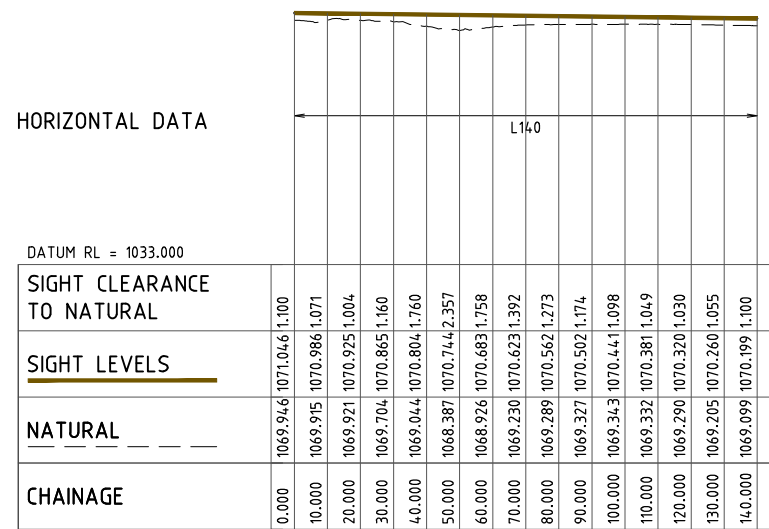 HORIZONTAL DATA
L140
DATUM RL = 1033.000
SIGHT CLEARANCE
TO NATURAL
1.100 1.071 1.004 1.160 1.760 2.357 1.758 1.392 1.273 1.174 1.098 1.049 1.030 1.055 1.100
SIGHT LEVELS
1071.046 1070.986 1070.925 1070.865 1070.804 1070.744 1070.683 1070.623 1070.562 1070.502 1070.441 1070.381 1070.320 1070.260 1070.199
NATURAL
1069.946 1069.915 1069.921 1069.704 1069.044 1068.387 1068.926 1069.230 1069.289 1069.327 1069.343 1069.332 1069.290 1069.205 1069.099
CHAINAGE
0.000 10.000 20.000 30.000 40.000 50.000 60.000 70.000 80.000 90.000 100.000 110.000 120.000 130.000 140.000